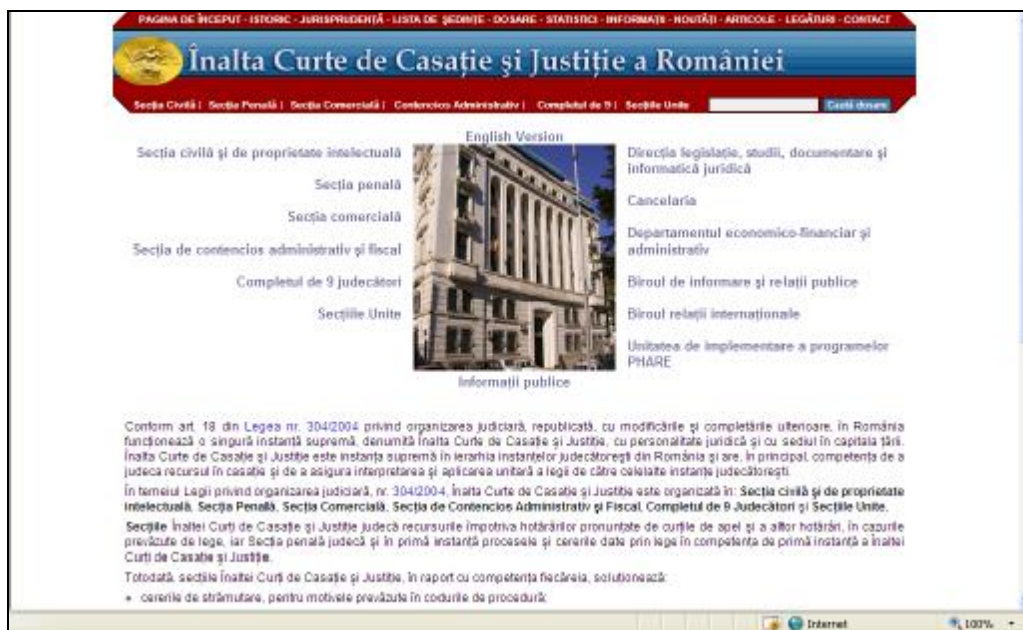 PAGINA DE ÎNCEPUT - ISTORIC - JURISPRUDENȚĂ - LISTA DE ȘEDINȚE - DOSARE - STATISTICI - INFORMAȚII - NOUTĂȚI - ARTICOLE - LEGĂTURI - CONTACT
Înalta Curte de Casație și Justiție a României
Secția Civilă | Secția Penală | Secția Comercială | Contencios Administrativ | Completul de 9 | Secțiile Unite
Caută dosare
English Version
Secția civilă și de proprietate intelectuală
Secția penală
Secția comercială
Secția de contencios administrativ și fiscal
Completul de 9 judecători
Secțiile Unite
Direcția legislație, studii, documentare și
informatică juridică
Cancelaria
Departamentul economico-financiar și
administrativ
Biroul de informare și relații publice
Biroul relații internaționale
Unitatea de implementare a programelor
PHARE
Informații publice
Conform art. 18 din Legea nr. 304/2004 privind organizarea judiciară, republicată, cu modificările și completările ulterioare, în România
funcționează o singură instanță supremă, denumită Înalta Curte de Casație și Justiție, cu personalitate juridică și cu sediul în capitala țării.
Înalta Curte de Casație și Justiție este instanța supremă în ierarhia instanțelor judecătorești din România și are, în principal, competența de a
judeca recursul în casație și de a asigura interpretarea și aplicarea unitară a legii de către celelalte instanțe judecătorești.
În temeiul Legii privind organizarea judiciară, nr. 304/2004, Înalta Curte de Casație și Justiție este organizată în: Secția civilă și de proprietate
intelectuală, Secția Penală, Secția Comercială, Secția de Contencios Administrativ și Fiscal, Completul de 9 Judecători și Secțiile Unite.
Secțiile Înaltei Curți de Casație și Justiție judecă recursurile împotriva hotărârilor pronunțate de curțile de apel și a altor hotărâri, în cazurile
prevăzute de lege, iar Secția penală judecă și în primă instanță procesele și cererile date prin lege în competența de primă instanță a Înaltei
Curți de Casație și Justiție.
Totodată, secțiile Înaltei Curți de Casație și Justiție, în raport cu competența fiecăreia, soluționează:
• cererile de strămutare, pentru motivele prevăzute în codurile de procedură;
Internet 100%